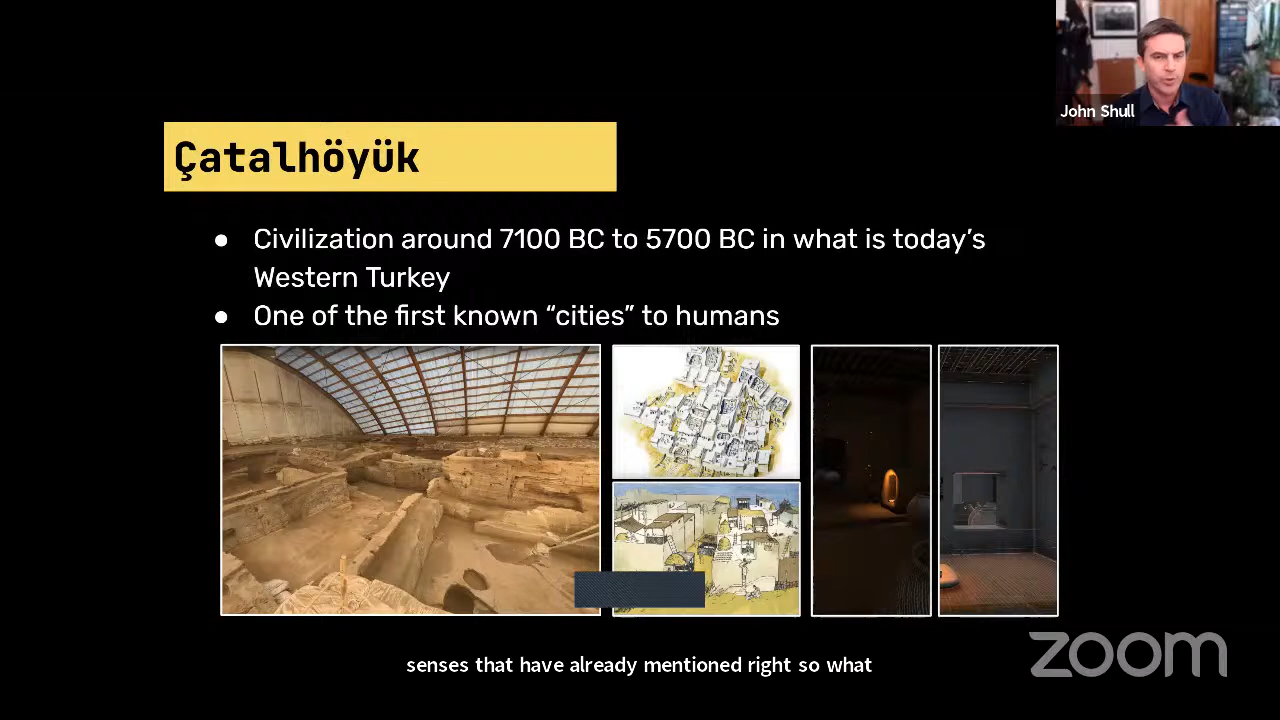 John Shull
Çatalhöyük
● Civilization around 7100 BC to 5700 BC in what is today's
Western Turkey
● One of the first known “cities” to humans
senses that have already mentioned right so what
zoom